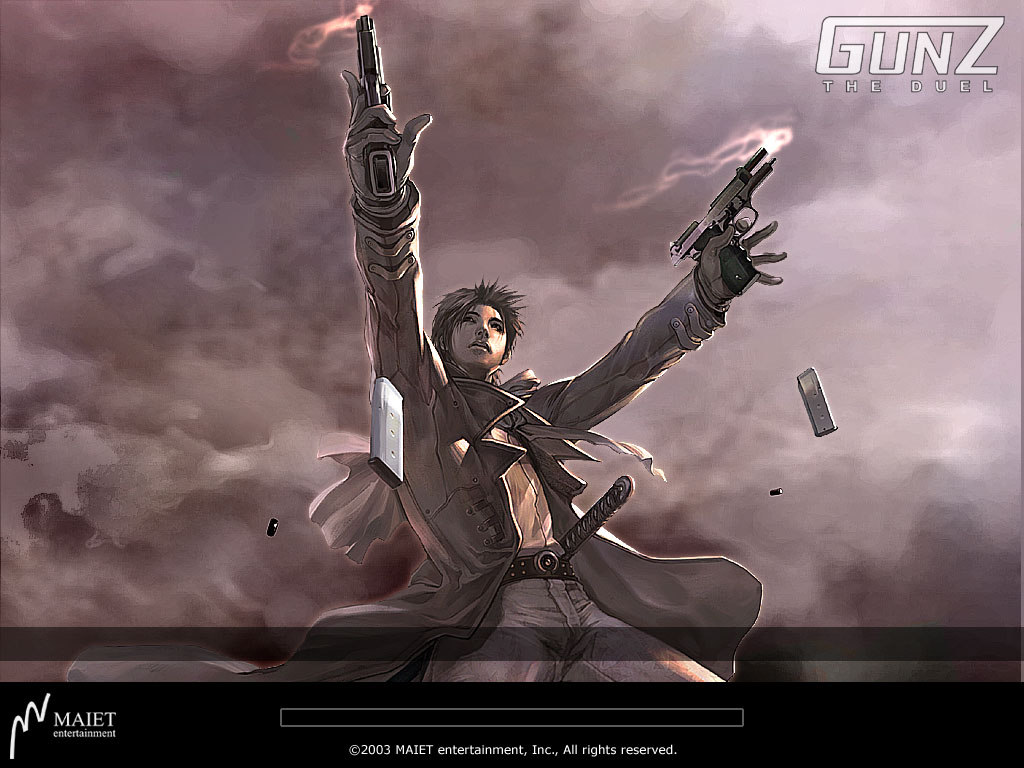 GUNZ
THE DUEL
MAIET
entertainment
©2003 MAIET entertainment, Inc., All rights reserved.